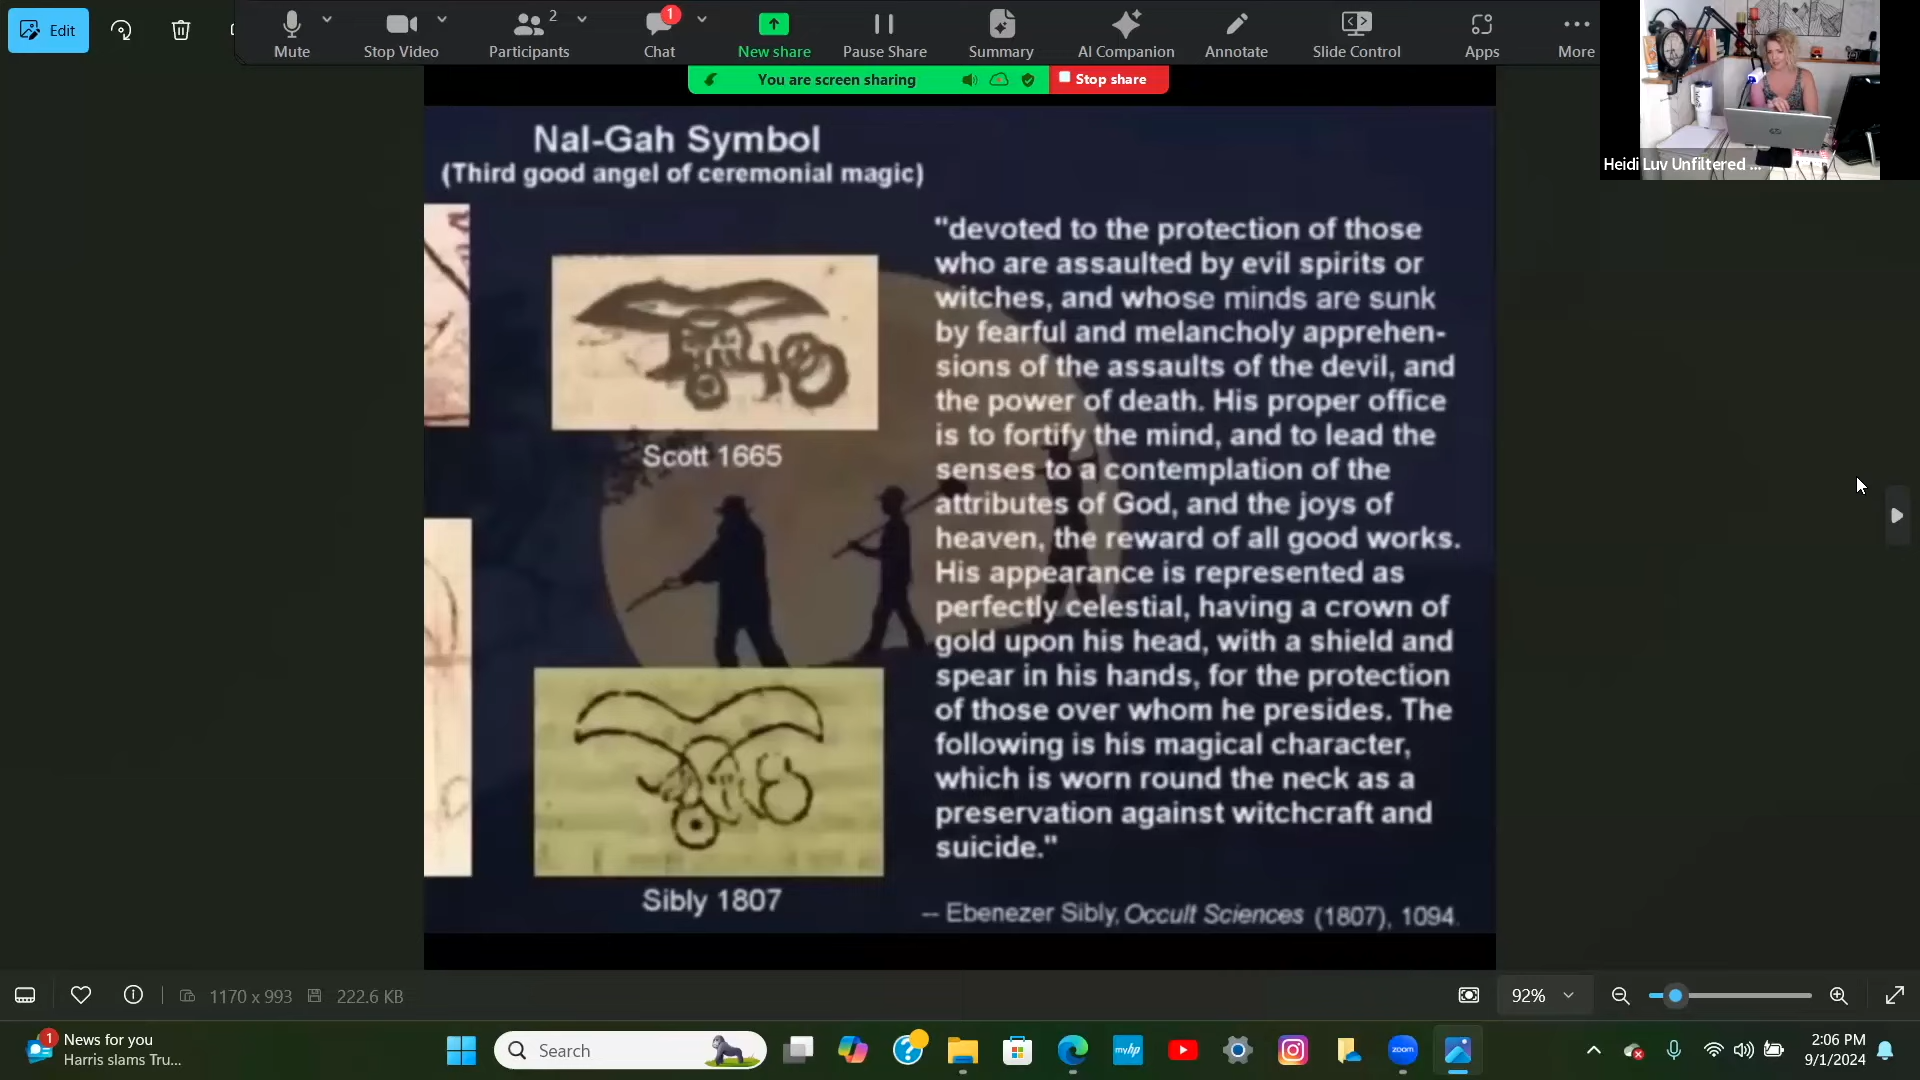 Edit
Mute
Stop Video
Participants
2
Chat
1
New share
Pause Share
Summary
AI Companion
Annotate
Slide Control
Apps
More
You are screen sharing
Stop share
Heidi Luv Unfiltered ...
Nal-Gah Symbol
(Third good angel of ceremonial magic)
Scott 1665
Sibly 1807
"devoted to the protection of those
who are assaulted by evil spirits or
witches, and whose minds are sunk
by fearful and melancholy apprehen-
sions of the assaults of the devil, and
the power of death. His proper office
is to fortify the mind, and to lead the
senses to a contemplation of the
attributes of God, and the joys of
heaven, the reward of all good works.
His appearance is represented as
perfectly celestial, having a crown of
gold upon his head, with a shield and
spear in his hands, for the protection
of those over whom he presides. The
following is his magical character,
which is worn round the neck as a
preservation against witchcraft and
suicide."
-- Ebenezer Sibly, Occult Sciences (1807), 1094.
1170 x 993
222.6 KB
92%
1
News for you
Harris slams Tru...
Search
myhp
zoom
2:06 PM
9/1/2024